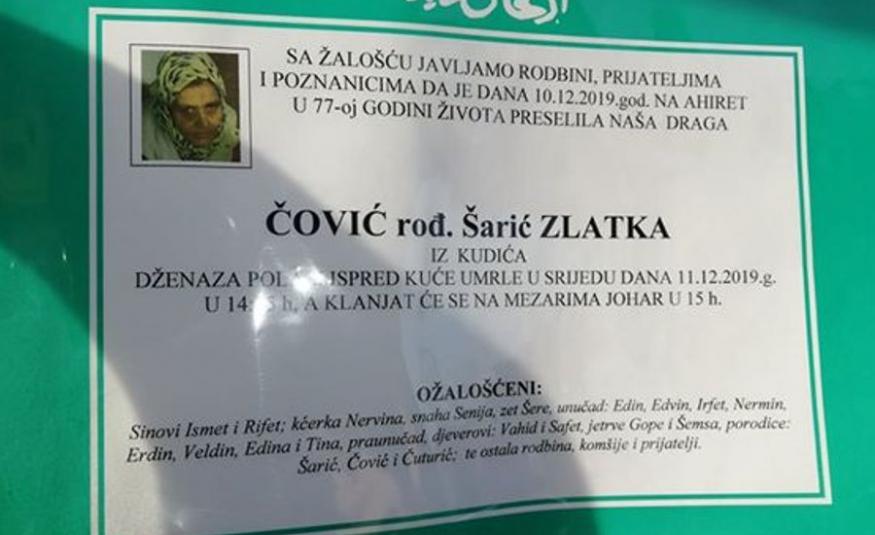 SA ŽALOŠĆU JAVLJAMO RODBINI, PRIJATELJIMA
I POZNANICIMA DA JE DANA 10.12.2019.god. NA AHIRET
U 77-oj GODINI ŽIVOTA PRESELILA NAŠA DRAGA
ČOVIĆ rođ. Šarić ZLATKA
IZ KUDIĆA
DŽENAZA ISPRED KUĆE UMRLE U SRIJEDU DANA 11.12.2019.g.
U h, A KLANJAT ĆE SE NA MEZARIMA JOHAR U 15 h.
OŽALOŠĆENI:
Sinovi Ismet i Rifet; kćerka Nervina, snaha Senija, zet Šere, unučad: Edin, Edvin, Irfet, Nermin,
Erdin, Veldin, Edina i Tina, praunučad, djeverovi: Vahid i Safet, jetrve Gope i Šemsa, porodice:
Šarić, Čović i Čuturić; te ostala rodbina, komšije i prijatelji.